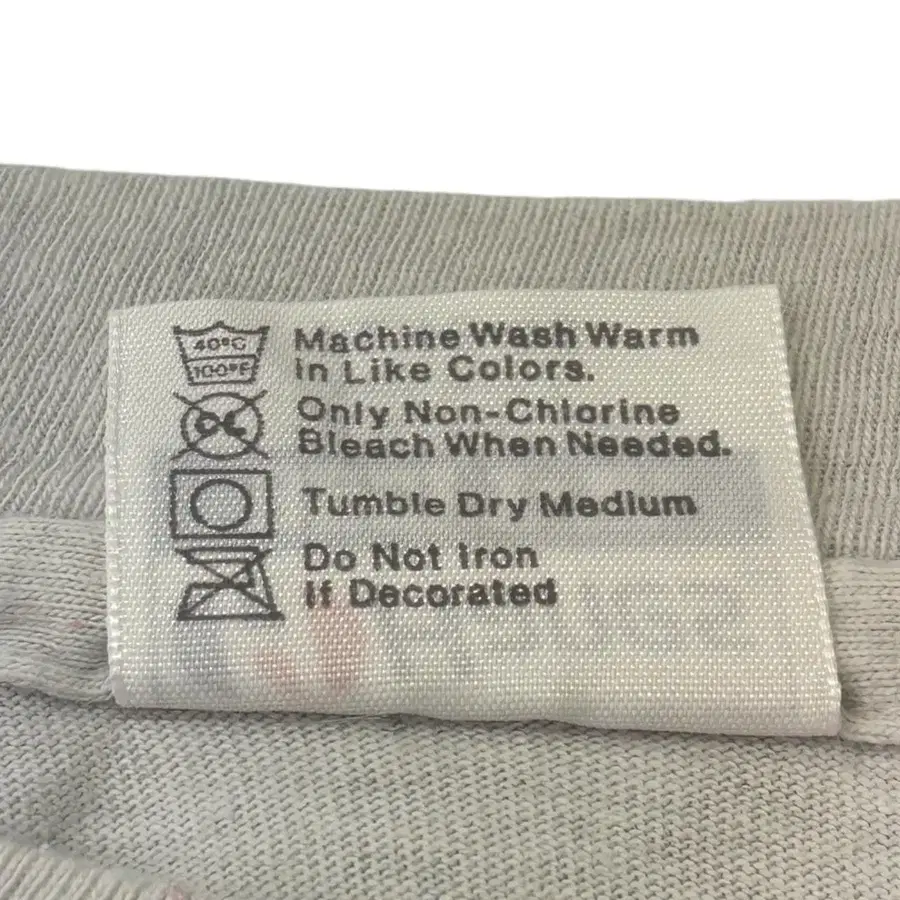 40°C
100°F
Machine Wash Warm
in Like Colors.
Only Non-Chlorine
Bleach When Needed.
Tumble Dry Medium
Do Not Iron
if Decorated